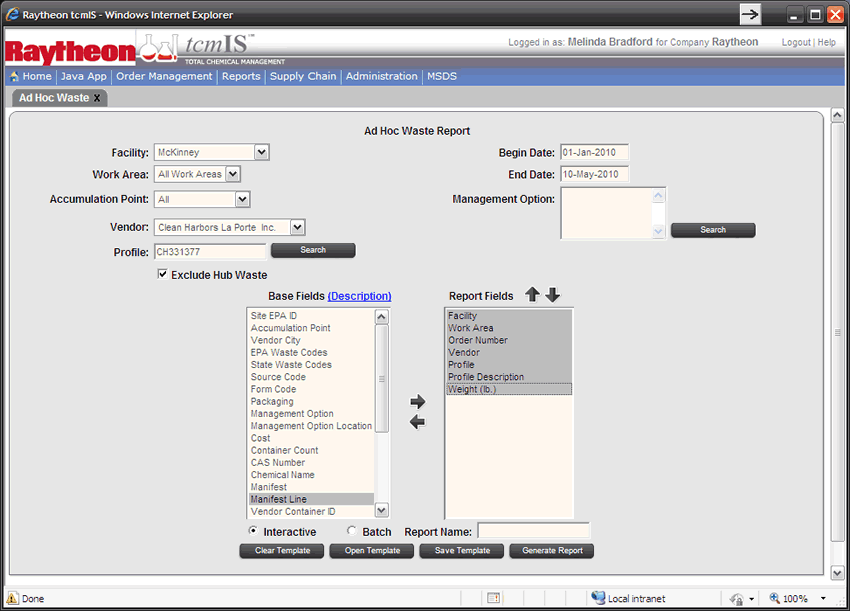 Raytheon tcmIS - Windows Internet Explorer
Raytheon tcmIS™
TOTAL CHEMICAL MANAGEMENT
Logged in as: Melinda Bradford for Company Raytheon Logout | Help
Home Java App Order Management Reports Supply Chain Administration MSDS
Ad Hoc Waste X
Ad Hoc Waste Report
Facility: McKinney Begin Date: 01-Jan-2010
Work Area: All Work Areas End Date: 10-May-2010
Accumulation Point: All Management Option:
Search
Vendor: Clean Harbors La Porte Inc.
Profile: CH331377 Search
Exclude Hub Waste
Base Fields (Description) Report Fields
Site EPA ID
Accumulation Point
Vendor City
EPA Waste Codes
State Waste Codes
Source Code
Form Code
Packaging
Management Option
Management Option Location
Cost
Container Count
CAS Number
Chemical Name
Manifest
Manifest Line
Vendor Container ID
Facility
Work Area
Order Number
Vendor
Profile
Profile Description
Weight (lb.)
Interactive Batch Report Name:
Clear Template Open Template Save Template Generate Report
Done Local intranet 100%